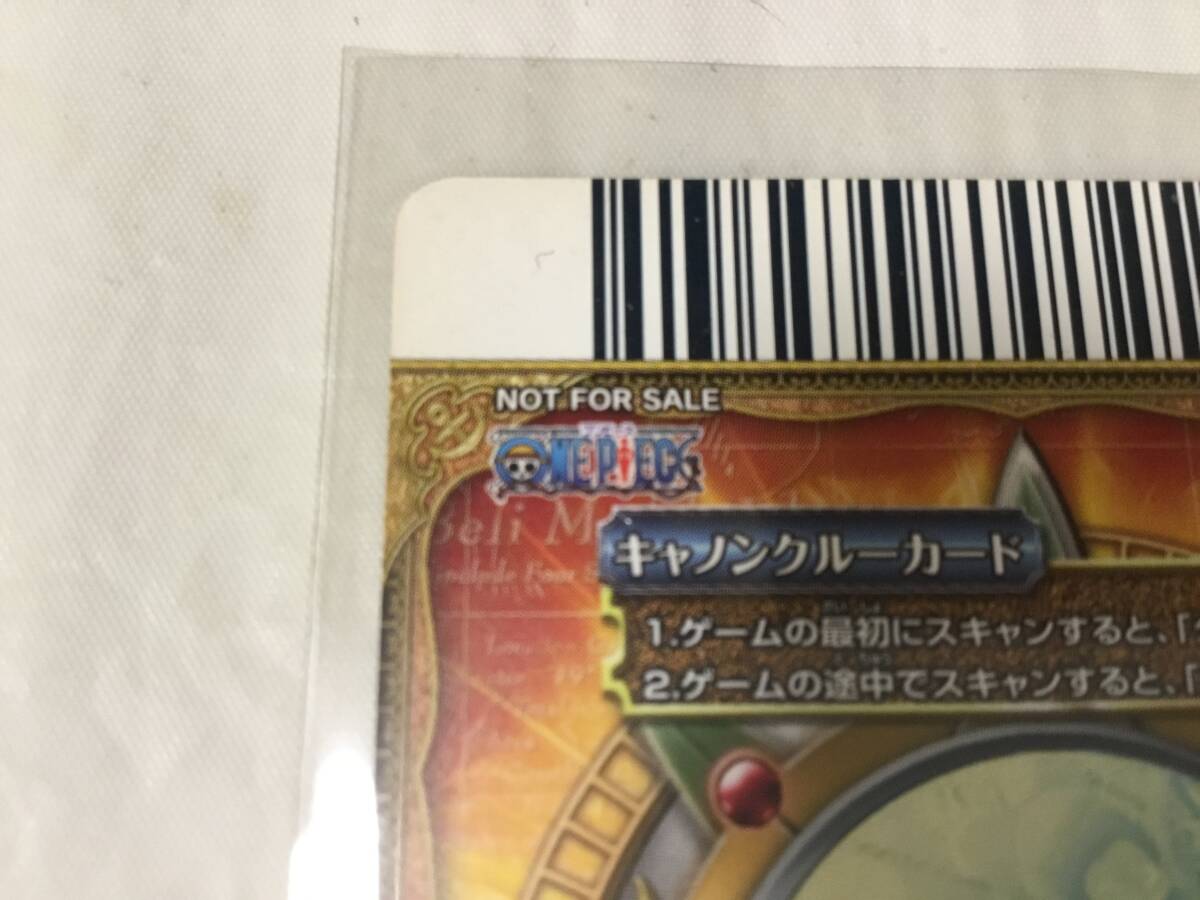 NOT FOR SALE
ONE PIECE
キャノンクルーカード
1.ゲームの最初にスキャンすると、「
2.ゲームの途中でスキャンすると、「